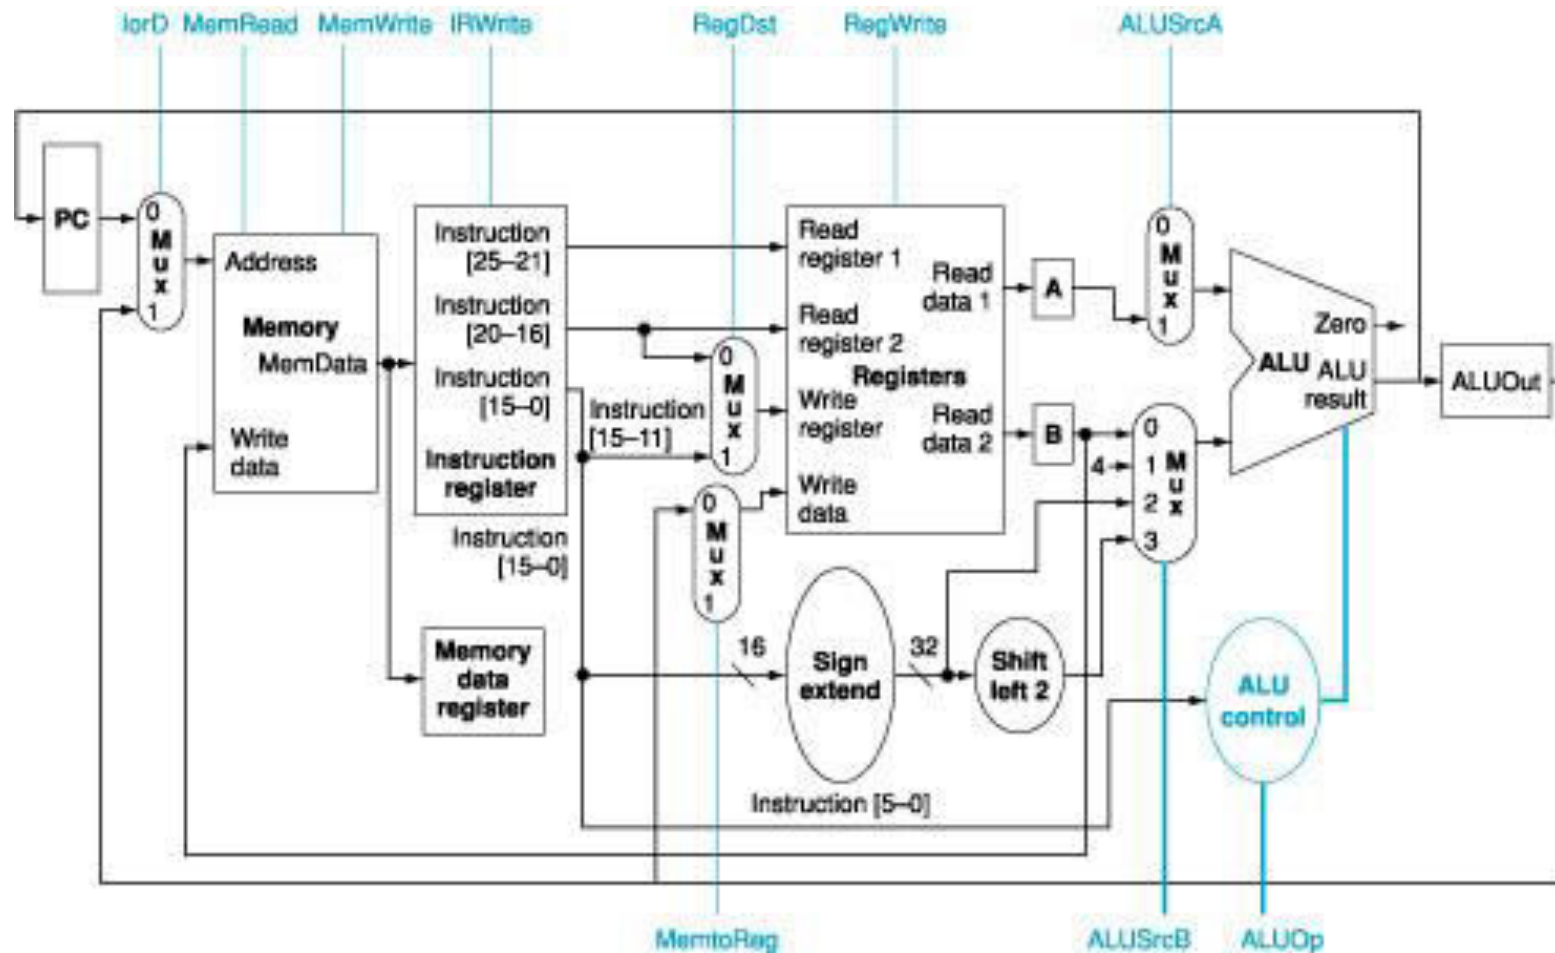 IorD MemRead MemWrite IRWrite RegDst RegWrite ALUSrcA
PC
0
M
u
x
1
Address
Memory
MemData
Write
data
Instruction
[25–21]
Instruction
[20–16]
Instruction
[15–0]
Instruction
register
Instruction
[15–0]
Memory
data
register
Instruction
[15–11]
0
M
u
x
1
0
M
u
x
1
Read
register 1
Read
register 2
Registers
Write
register
Write
data
Read
data 1
Read
data 2
A
B
4
0
M
u
x
1
0
1
2
3
M
u
x
ALU
Zero
ALU
result
ALUOut
16
Sign
extend
32
Shift
left 2
ALU
control
Instruction [5–0]
MemtoReg ALUSrcB ALUOp